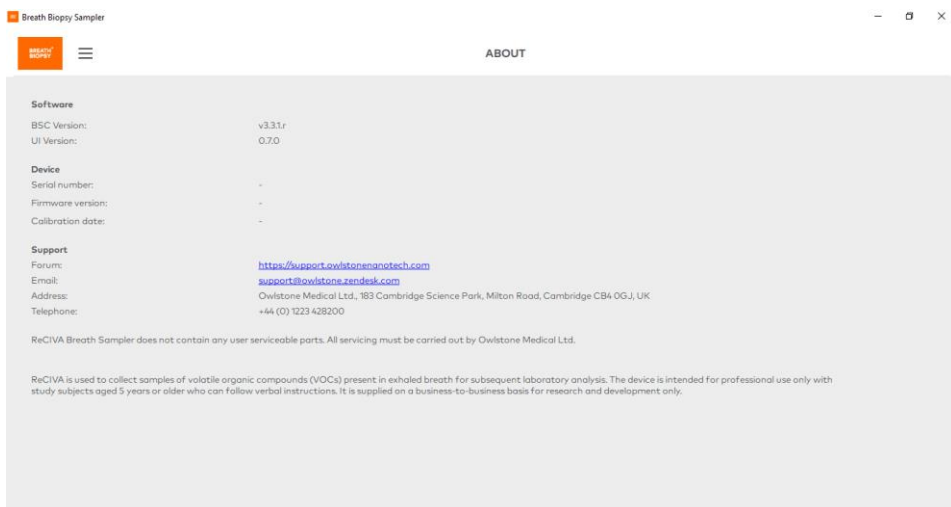 Breath Biopsy Sampler
BREATH BIOPSY
ABOUT
Software
BSC Version: v3.3.1.r
UI Version: 0.7.0
Device
Serial number: -
Firmware version: -
Calibration date: -
Support
Forum: https://support.owlstonenanotech.com
Email: support@owlstone.zendesk.com
Address: Owlstone Medical Ltd., 183 Cambridge Science Park, Milton Road, Cambridge CB4 0GJ, UK
Telephone: +44 (0) 1223 428200
ReCIVA Breath Sampler does not contain any user serviceable parts. All servicing must be carried out by Owlstone Medical Ltd.
ReCIVA is used to collect samples of volatile organic compounds (VOCs) present in exhaled breath for subsequent laboratory analysis. The device is intended for professional use only with
study subjects aged 5 years or older who can follow verbal instructions. It is supplied on a business-to-business basis for research and development only.